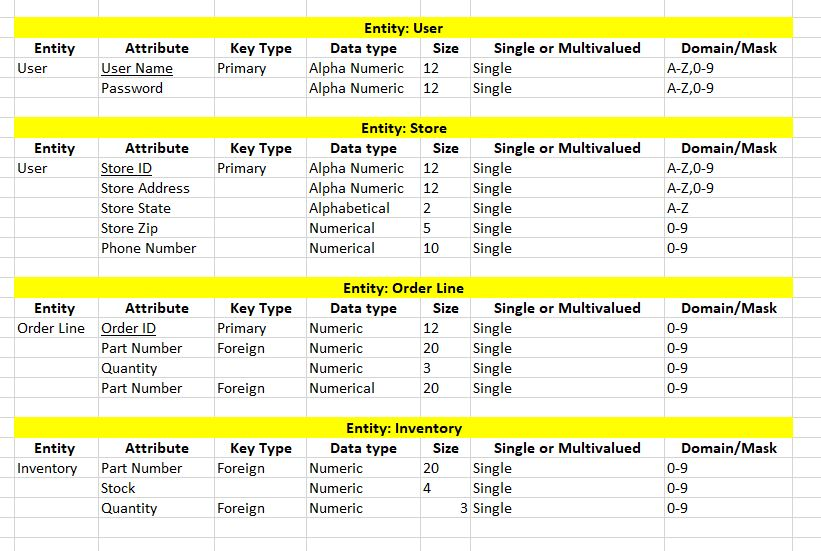 Entity: User
Entity Attribute Key Type Data type Size Single or Multivalued Domain/Mask
User User Name Primary Alpha Numeric 12 Single A-Z,0-9
Password Alpha Numeric 12 Single A-Z,0-9
Entity: Store
Entity Attribute Key Type Data type Size Single or Multivalued Domain/Mask
User Store ID Primary Alpha Numeric 12 Single A-Z,0-9
Store Address Alpha Numeric 12 Single A-Z,0-9
Store State Alphabetical 2 Single A-Z
Store Zip Numerical 5 Single 0-9
Phone Number Numerical 10 Single 0-9
Entity: Order Line
Entity Attribute Key Type Data type Size Single or Multivalued Domain/Mask
Order Line Order ID Primary Numeric 12 Single 0-9
Part Number Foreign Numeric 20 Single 0-9
Quantity Numeric 3 Single 0-9
Part Number Foreign Numerical 20 Single 0-9
Entity: Inventory
Entity Attribute Key Type Data type Size Single or Multivalued Domain/Mask
Inventory Part Number Foreign Numeric 20 Single 0-9
Stock Numeric 4 Single 0-9
Quantity Foreign Numeric 3 Single 0-9